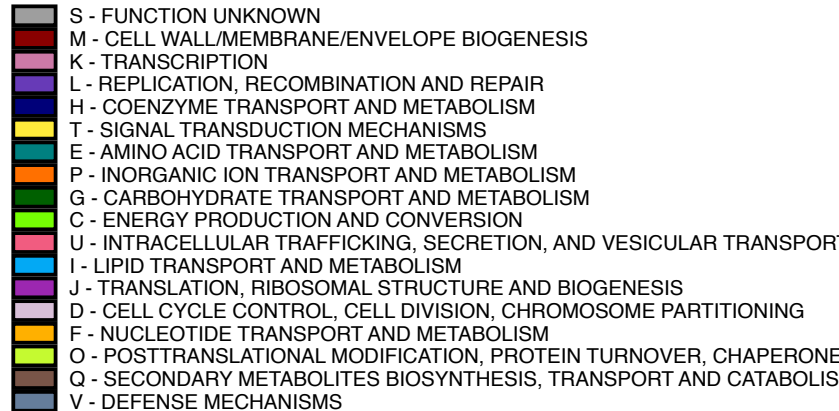 S - FUNCTION UNKNOWN
M - CELL WALL/MEMBRANE/ENVELOPE BIOGENESIS
K - TRANSCRIPTION
L - REPLICATION, RECOMBINATION AND REPAIR
H - COENZYME TRANSPORT AND METABOLISM
T - SIGNAL TRANSDUCTION MECHANISMS
E - AMINO ACID TRANSPORT AND METABOLISM
P - INORGANIC ION TRANSPORT AND METABOLISM
G - CARBOHYDRATE TRANSPORT AND METABOLISM
C - ENERGY PRODUCTION AND CONVERSION
U - INTRACELLULAR TRAFFICKING, SECRETION, AND VESICULAR TRANSPORT
I - LIPID TRANSPORT AND METABOLISM
J - TRANSLATION, RIBOSOMAL STRUCTURE AND BIOGENESIS
D - CELL CYCLE CONTROL, CELL DIVISION, CHROMOSOME PARTITIONING
F - NUCLEOTIDE TRANSPORT AND METABOLISM
O - POSTTRANSLATIONAL MODIFICATION, PROTEIN TURNOVER, CHAPERONE
Q - SECONDARY METABOLITES BIOSYNTHESIS, TRANSPORT AND CATABOLIS
V - DEFENSE MECHANISMS